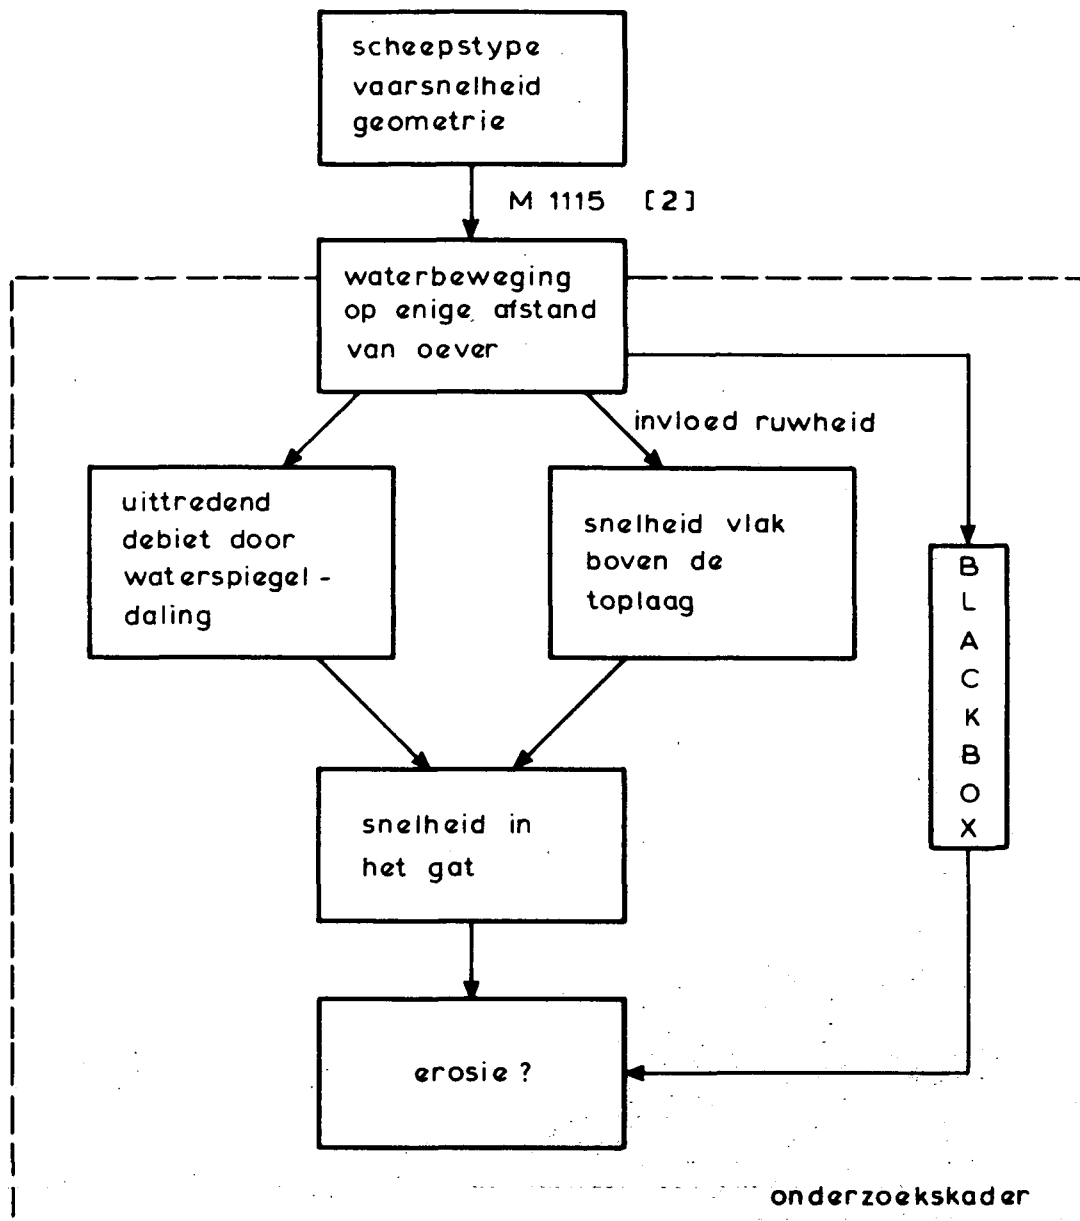 scheepstype
vaarsnelheid
geometrie
M 1115 [2]
waterbeweging
op enige afstand
van oever
invloed ruwheid
uittredend
debiet door
waterspiegel-
daling
snelheid vlak
boven de
toplaag
B
L
A
C
K
B
O
X
snelheid in
het gat
erosie ?
onderzoekskader